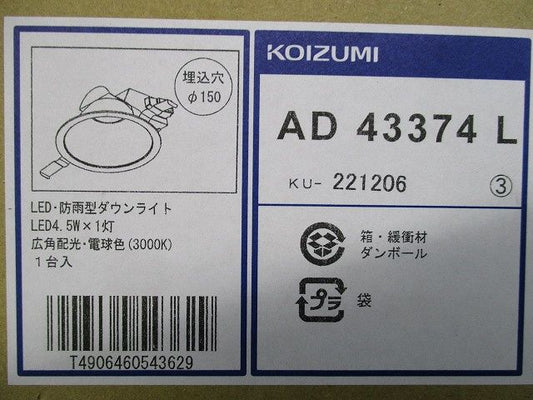 埋込穴
φ150
LED・防雨型ダウンライト
LED4.5W×1灯
広角配光・電球色(3000K)
1台入
T4906460543629
KOIZUMI
AD 43374 L
KU- 221206
③
箱・緩衝材
ダンボール
プラ
袋